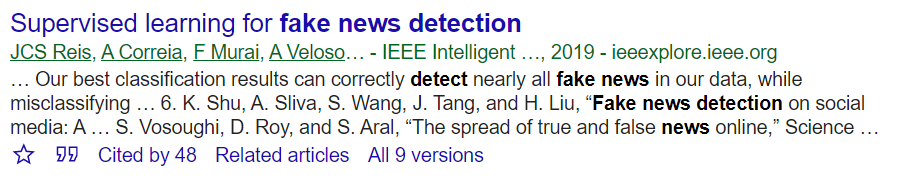 Supervised learning for fake news detection
JCS Reis, A Correia, F Murai, A Veloso… - IEEE Intelligent …, 2019 - ieeexplore.ieee.org
… Our best classification results can correctly detect nearly all fake news in our data, while
misclassifying … 6. K. Shu, A. Sliva, S. Wang, J. Tang, and H. Liu, “Fake news detection on social
media: A … S. Vosoughi, D. Roy, and S. Aral, “The spread of true and false news online,” Science …
Cited by 48 Related articles All 9 versions